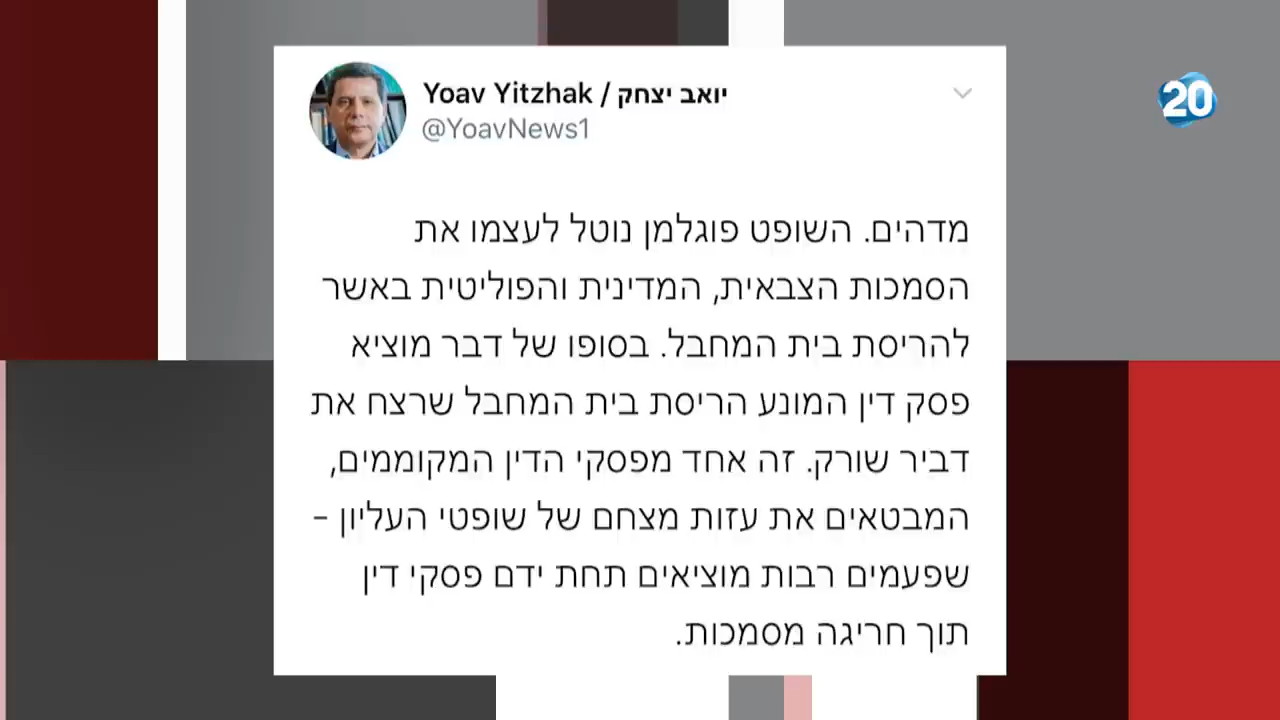 Yoav Yitzhak / יואב יצחק
@YoavNews1
20
מדהים. השופט פוגלמן נוטל לעצמו את
הסמכות הצבאית, המדינית והפוליטית באשר
להריסת בית המחבל. בסופו של דבר מוציא
פסק דין המונע הריסת בית המחבל שרצח את
דביר שורק. זה אחד מפסקי הדין המקוממים,
המבטאים את עזות מצחם של שופטי העליון –
שפעמים רבות מוציאים תחת ידם פסקי דין
תוך חריגה מסמכות.